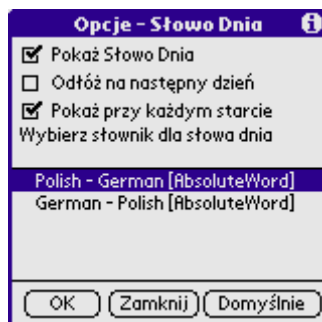 Opcje - Słowo Dnia
Pokaż Słowo Dnia
Odłóż na następny dzień
Pokaż przy każdym starcie
Wybierz słownik dla słowa dnia
Polish - German [AbsoluteWord]
German - Polish [AbsoluteWord]
OK Zamknij Domyślnie